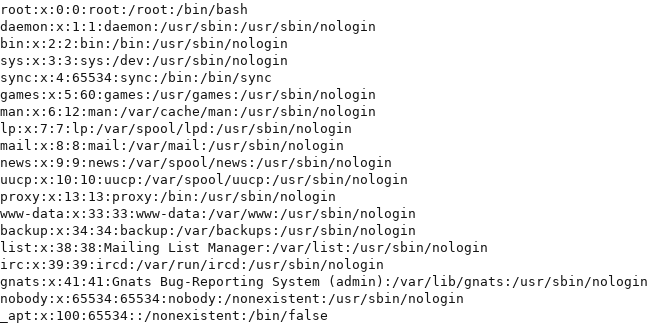 root:x:0:0:root:/root:/bin/bash
daemon:x:1:1:daemon:/usr/sbin:/usr/sbin/nologin
bin:x:2:2:bin:/bin:/usr/sbin/nologin
sys:x:3:3:sys:/dev:/usr/sbin/nologin
sync:x:4:65534:sync:/bin:/bin/sync
games:x:5:60:games:/usr/games:/usr/sbin/nologin
man:x:6:12:man:/var/cache/man:/usr/sbin/nologin
lp:x:7:7:lp:/var/spool/lpd:/usr/sbin/nologin
mail:x:8:8:mail:/var/mail:/usr/sbin/nologin
news:x:9:9:news:/var/spool/news:/usr/sbin/nologin
uucp:x:10:10:uucp:/var/spool/uucp:/usr/sbin/nologin
proxy:x:13:13:proxy:/bin:/usr/sbin/nologin
www-data:x:33:33:www-data:/var/www:/usr/sbin/nologin
backup:x:34:34:backup:/var/backups:/usr/sbin/nologin
list:x:38:38:Mailing List Manager:/var/list:/usr/sbin/nologin
irc:x:39:39:ircd:/var/run/ircd:/usr/sbin/nologin
gnats:x:41:41:Gnats Bug-Reporting System (admin):/var/lib/gnats:/usr/sbin/nologin
nobody:x:65534:65534:nobody:/nonexistent:/usr/sbin/nologin
_apt:x:100:65534::/nonexistent:/bin/false